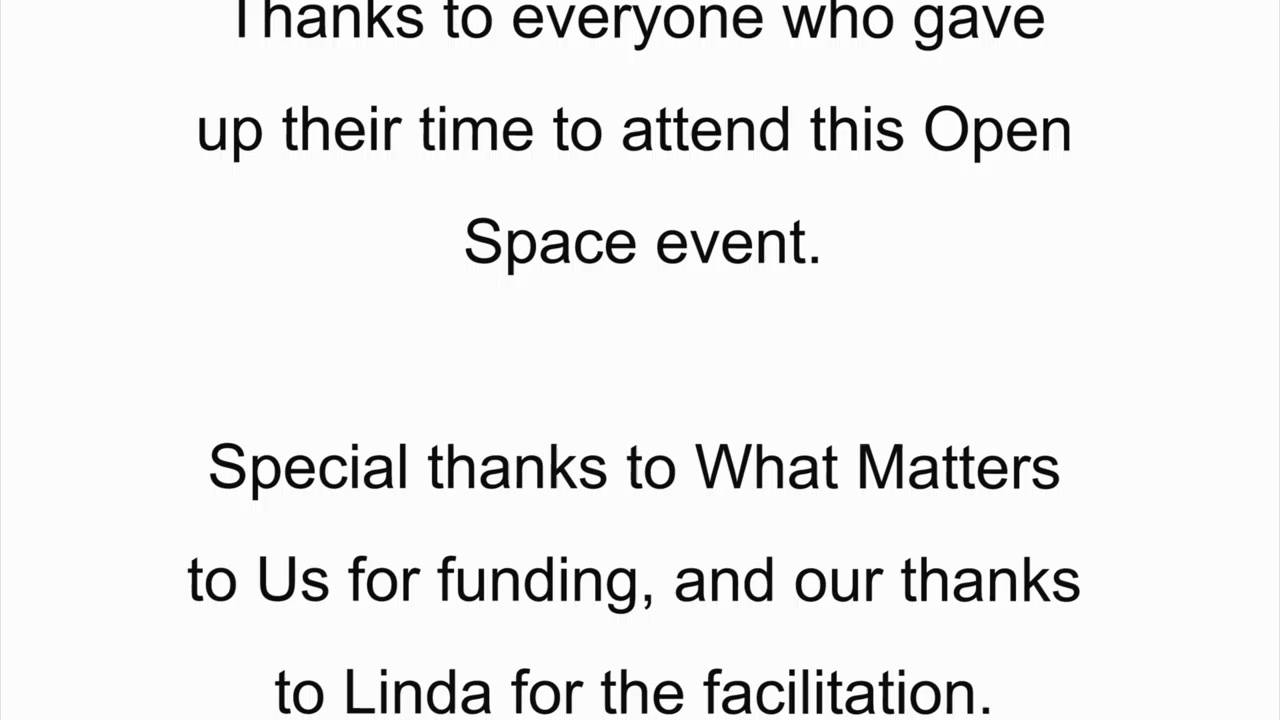 Thanks to everyone who gave
up their time to attend this Open
Space event.
Special thanks to What Matters
to Us for funding, and our thanks
to Linda for the facilitation.